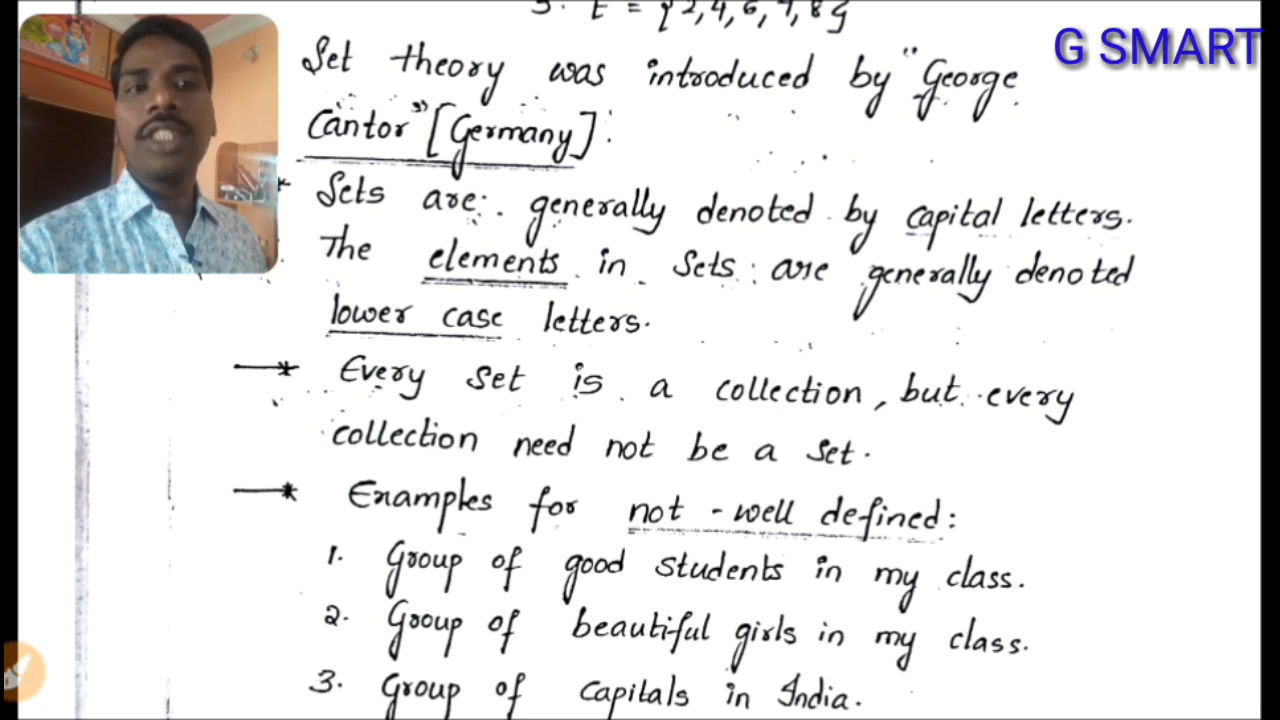 G SMART
Set theory was introduced by "George
Cantor" [Germany]:
* Sets are generally denoted by capital letters.
The elements in sets are generally denoted
lower case letters.
→* Every set is a collection, but every
collection need not be a set.
→* Examples for not-well defined:
1. Group of good students in my class.
2. Group of beautiful girls in my class.
3. Group of capitals in India.